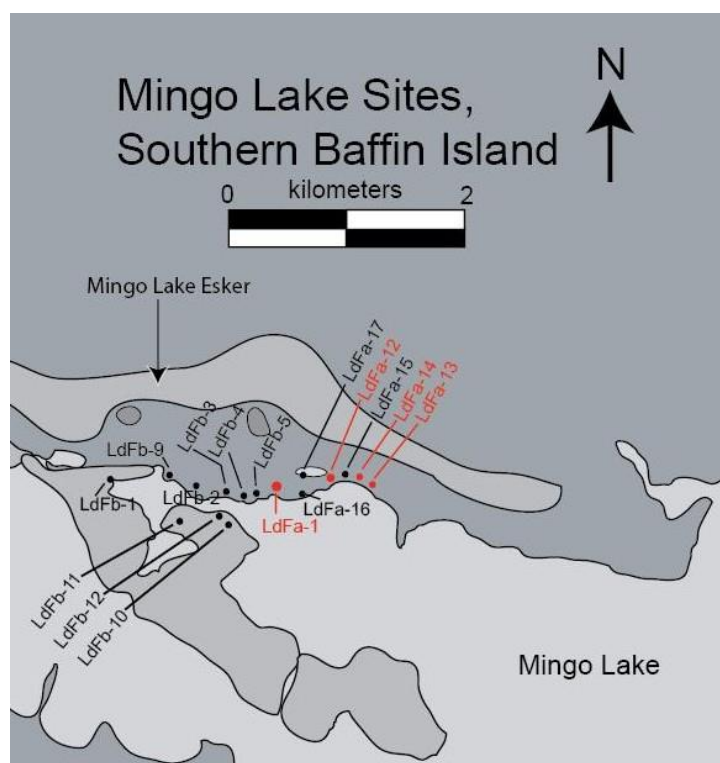 Mingo Lake Sites,
Southern Baffin Island
N
0 kilometers 2
Mingo Lake Esker
LdFa-17
LdFa-12
LdFa-15
LdFa-14
LdFa-13
LdFb-3
LdFb-4
LdFb-5
LdFb-9
LdFb-1
LdFb-2
LdFa-1
LdFa-16
LdFb-11
LdFb-12
LdFb-10
Mingo Lake